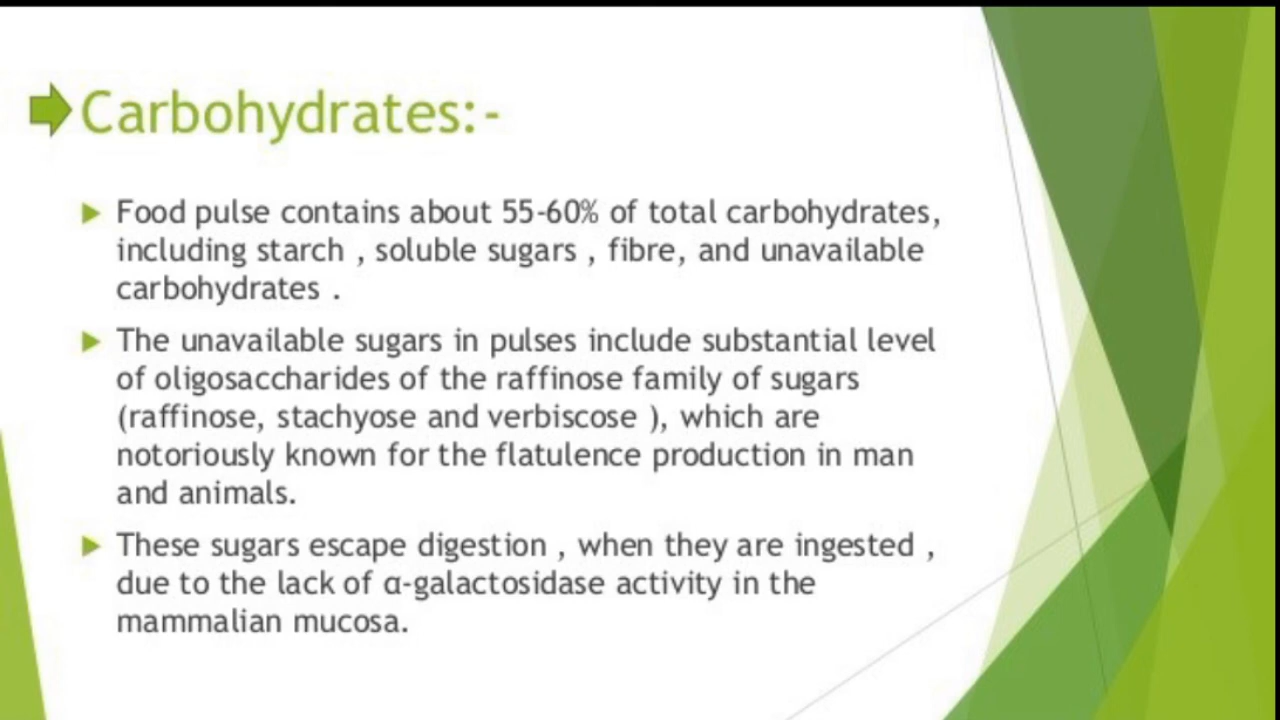 Carbohydrates:-
Food pulse contains about 55-60% of total carbohydrates,
including starch , soluble sugars , fibre, and unavailable
carbohydrates .
The unavailable sugars in pulses include substantial level
of oligosaccharides of the raffinose family of sugars
(raffinose, stachyose and verbiscose ), which are
notoriously known for the flatulence production in man
and animals.
These sugars escape digestion , when they are ingested ,
due to the lack of α-galactosidase activity in the
mammalian mucosa.